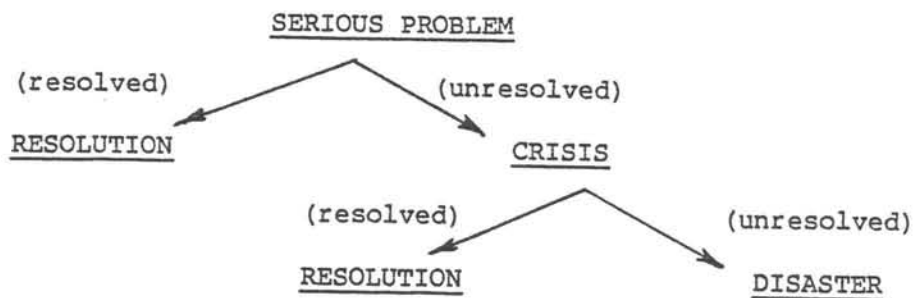 SERIOUS PROBLEM
(resolved)
(unresolved)
RESOLUTION
CRISIS
(resolved)
(unresolved)
RESOLUTION
DISASTER